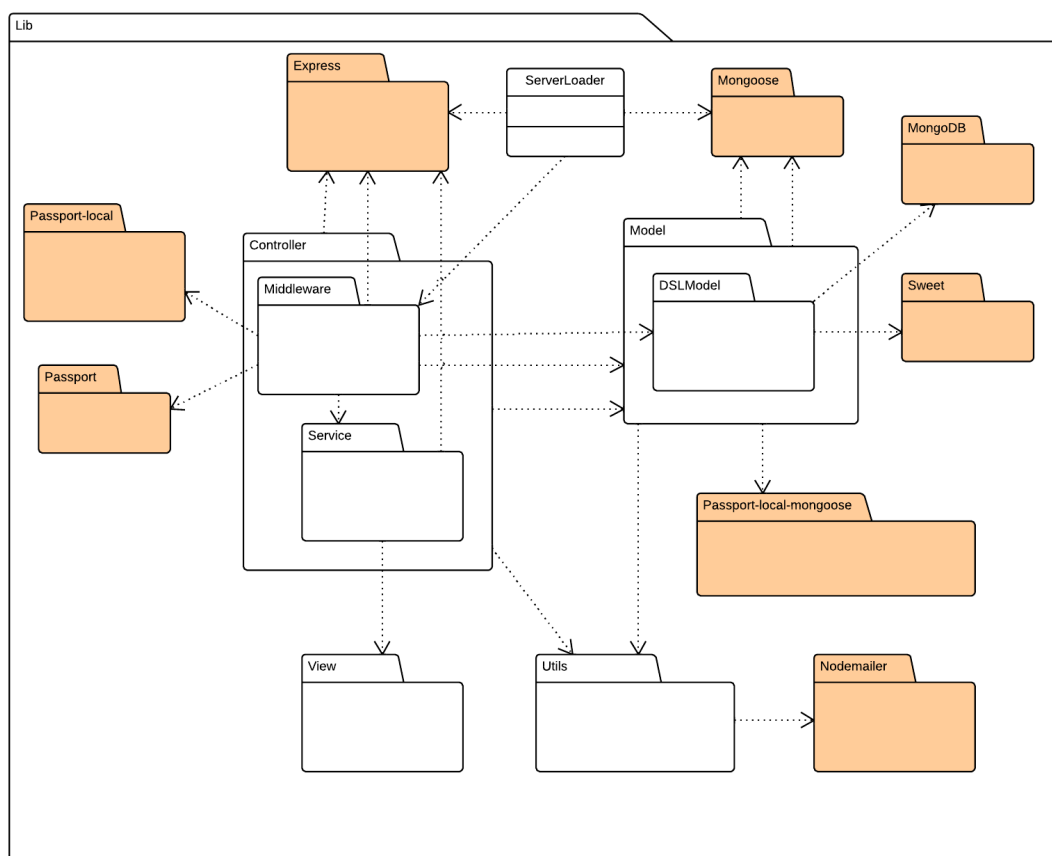 Lib
Express
ServerLoader
Mongoose
MongoDB
Passport-local
Controller
Model
Middleware
DSLModel
Sweet
Passport
Service
Passport-local-mongoose
View
Utils
Nodemailer